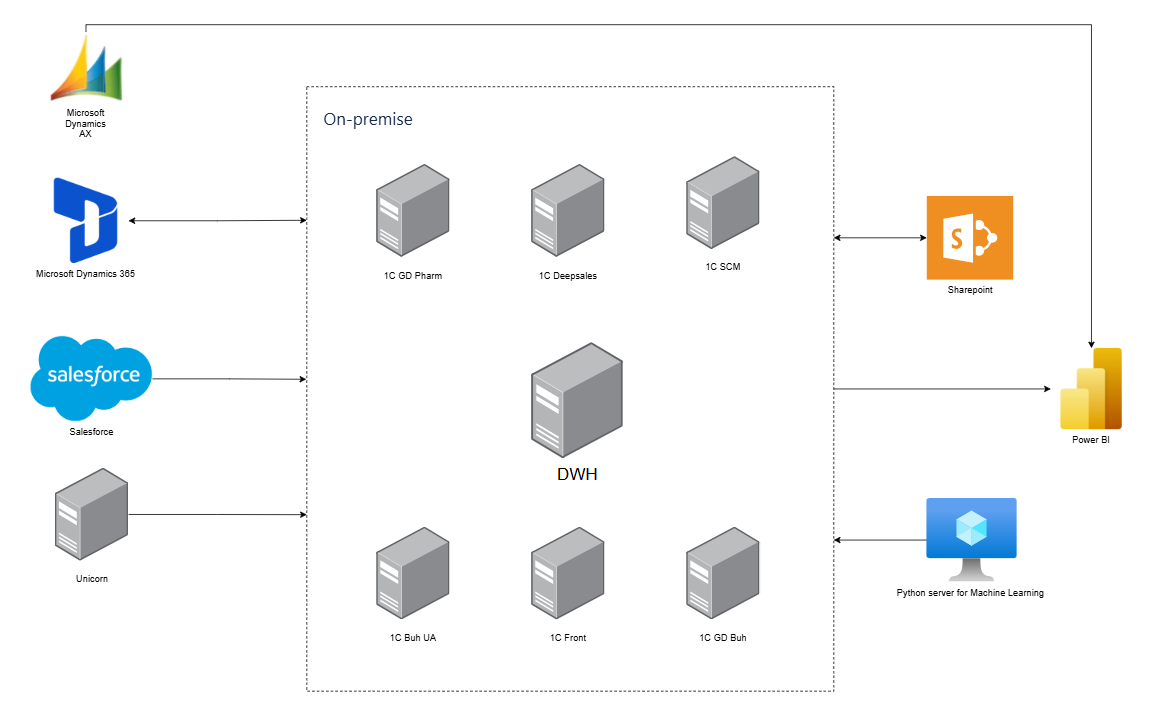 Microsoft
Dynamics
AX
On-premise
1C GD Pharm
1C Deepsales
1C SCM
Microsoft Dynamics 365
S
Sharepoint
salesforce
Salesforce
DWH
Power BI
Unicorn
1C Buh UA
1C Front
1C GD Buh
Python server for Machine Learning